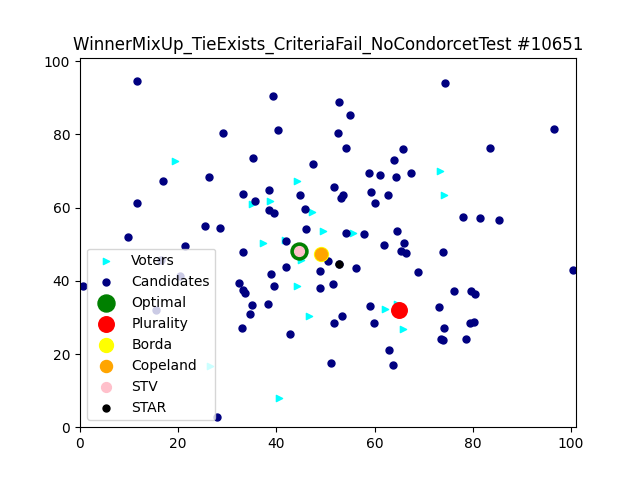 WinnerMixUp_TieExists_CriteriaFail_NoCondorcetTest #10651
100
80
60
40
20
0
Voters
Candidates
Optimal
Plurality
Borda
Copeland
STV
STAR
0 20 40 60 80 100